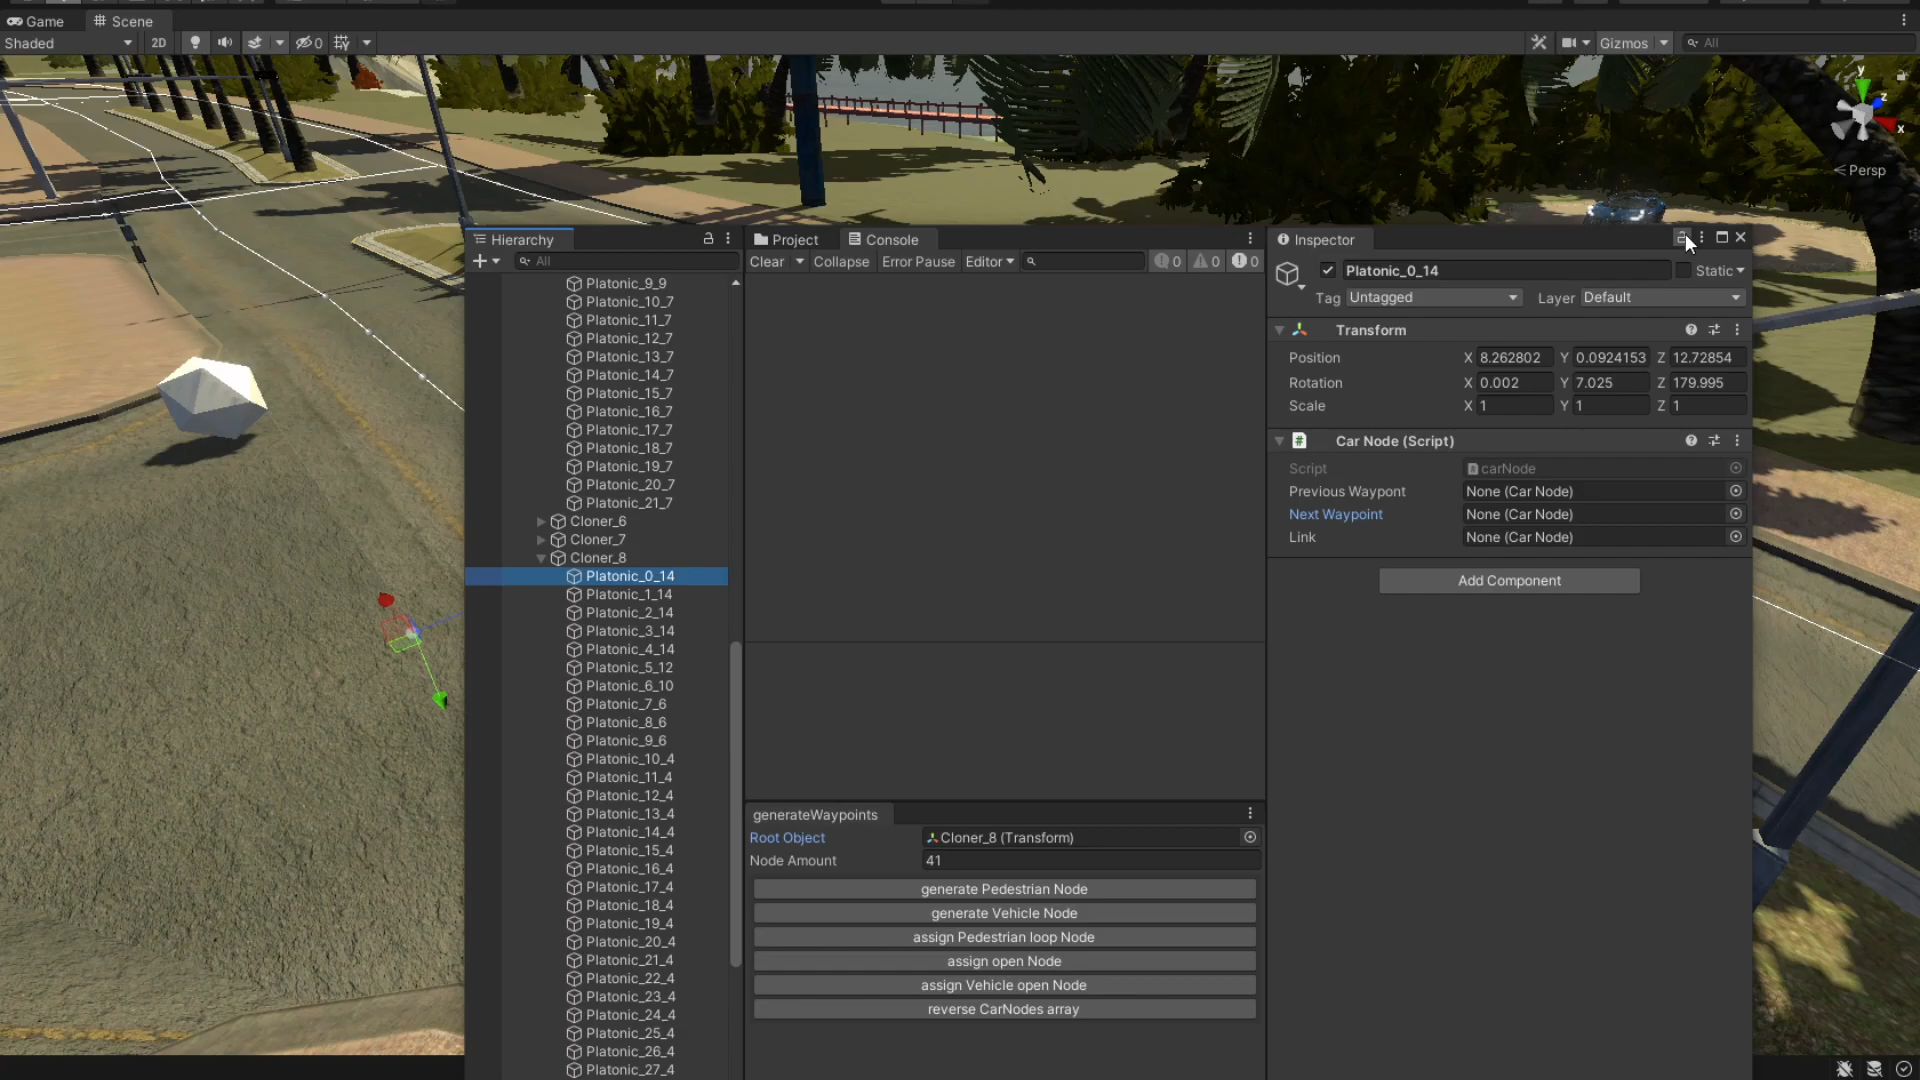 Game
Scene
Shaded
2D
0
Gizmos
All
y
z
x
Persp
Hierarchy
All
Platonic_9_9
Platonic_10_7
Platonic_11_7
Platonic_12_7
Platonic_13_7
Platonic_14_7
Platonic_15_7
Platonic_16_7
Platonic_17_7
Platonic_18_7
Platonic_19_7
Platonic_20_7
Platonic_21_7
Cloner_6
Cloner_7
Cloner_8
Platonic_0_14
Platonic_1_14
Platonic_2_14
Platonic_3_14
Platonic_4_14
Platonic_5_12
Platonic_6_10
Platonic_7_6
Platonic_8_6
Platonic_9_6
Platonic_10_4
Platonic_11_4
Platonic_12_4
Platonic_13_4
Platonic_14_4
Platonic_15_4
Platonic_16_4
Platonic_17_4
Platonic_18_4
Platonic_19_4
Platonic_20_4
Platonic_21_4
Platonic_22_4
Platonic_23_4
Platonic_24_4
Platonic_25_4
Platonic_26_4
Platonic_27_4
Project
Console
Clear
Collapse
Error Pause
Editor
0
0
0
generateWaypoints
Root Object
Cloner_8 (Transform)
Node Amount
41
generate Pedestrian Node
generate Vehicle Node
assign Pedestrian loop Node
assign open Node
assign Vehicle open Node
reverse CarNodes array
Inspector
Platonic_0_14
Static
Tag Untagged
Layer Default
Transform
Position X 8.262802 Y 0.0924153 Z 12.72854
Rotation X 0.002 Y 7.025 Z 179.995
Scale X 1 Y 1 Z 1
# Car Node (Script)
Script carNode
Previous Waypont None (Car Node)
Next Waypoint None (Car Node)
Link None (Car Node)
Add Component